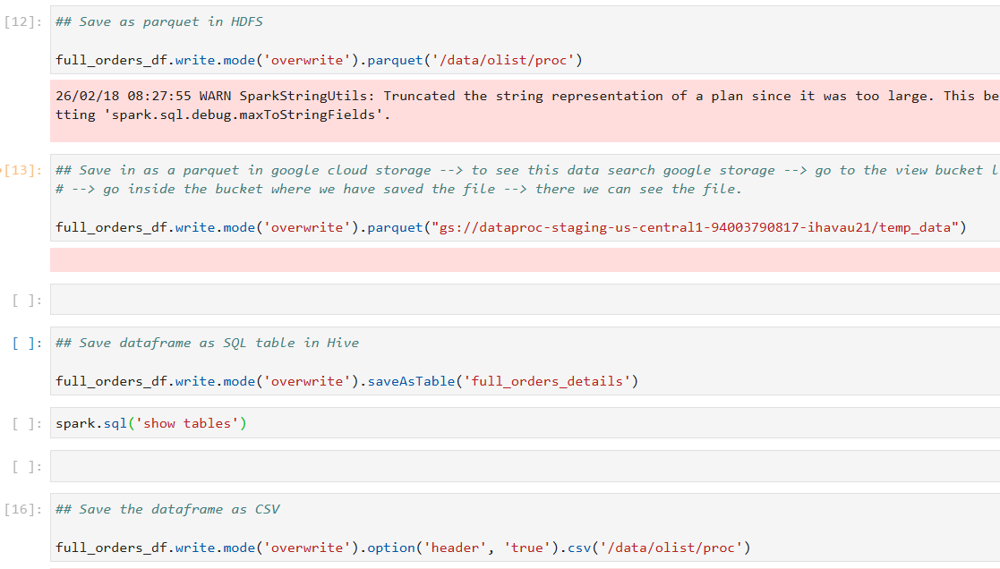 [12]: ## Save as parquet in HDFS
full_orders_df.write.mode('overwrite').parquet('/data/olist/proc')
26/02/18 08:27:55 WARN SparkStringUtils: Truncated the string representation of a plan since it was too large. This be
tting 'spark.sql.debug.maxToStringFields'.
[13]: ## Save in as a parquet in google cloud storage --> to see this data search google storage --> go to the view bucket l
# --> go inside the bucket where we have saved the file --> there we can see the file.
full_orders_df.write.mode('overwrite').parquet("gs://dataproc-staging-us-central1-94003790817-ihavau21/temp_data")
[ ]:
[ ]: ## Save dataframe as SQL table in Hive
full_orders_df.write.mode('overwrite').saveAsTable('full_orders_details')
[ ]: spark.sql('show tables')
[ ]:
[16]: ## Save the dataframe as CSV
full_orders_df.write.mode('overwrite').option('header', 'true').csv('/data/olist/proc')